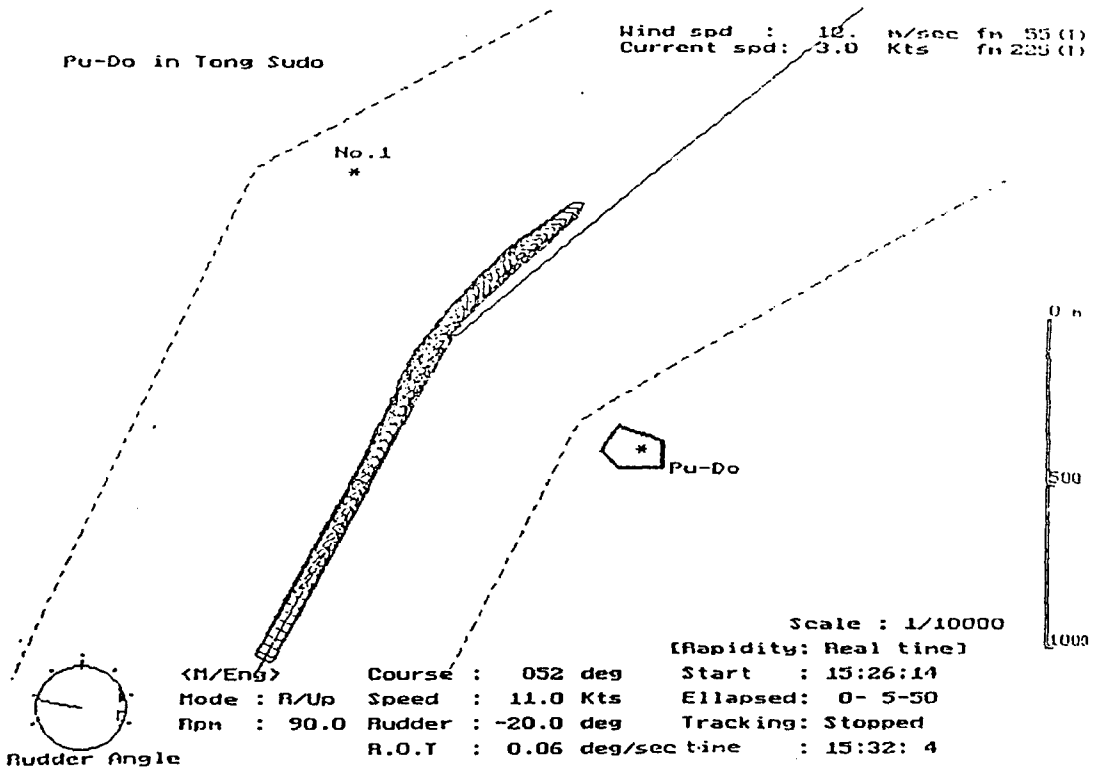 Wind spd : 12. m/sec fm 55(T)
Current spd: 3.0 Kts fm 225(T)
Pu-Do in Tong Sudo
No.1
*
0 m
*
Pu-Do
500
Scale : 1/10000
1000
[Rapidity: Real time]
<M/Eng> Course : 052 deg Start : 15:26:14
Mode : R/Up Speed : 11.0 Kts Ellapsed: 0- 5-50
Rpm : 90.0 Rudder : -20.0 deg Tracking: Stopped
R.O.T : 0.06 deg/sec time : 15:32: 4
Rudder Angle